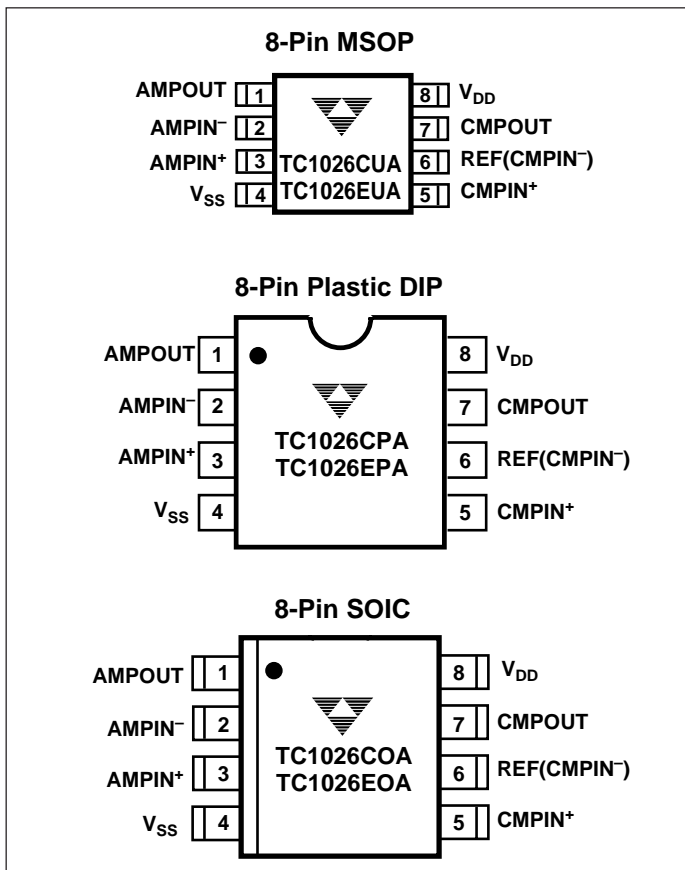 8-Pin MSOP
AMPOUT 1 8 VDD
AMPIN– 2 7 CMPOUT
AMPIN+ 3 TC1026CUA 6 REF(CMPIN–)
VSS 4 TC1026EUA 5 CMPIN+
8-Pin Plastic DIP
AMPOUT 1 8 VDD
AMPIN– 2 7 CMPOUT
TC1026CPA
AMPIN+ 3 TC1026EPA 6 REF(CMPIN–)
VSS 4 5 CMPIN+
8-Pin SOIC
AMPOUT 1 8 VDD
AMPIN– 2 7 CMPOUT
TC1026COA
AMPIN+ 3 TC1026EOA 6 REF(CMPIN–)
VSS 4 5 CMPIN+